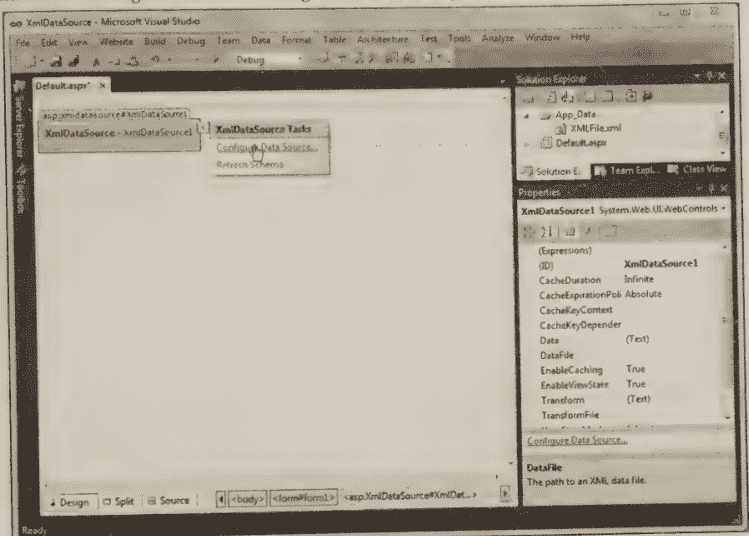 XmlDataSource - Microsoft Visual Studio
File Edit View Website Build Debug Team Data Format Table Architecture Test Tools Analyze Window Help
Debug
Default.aspx*
Solution Explorer
App_Data
XMLFile.xml
Default.aspx
Server Explorer
Toolbox
asp:xmldatasource#XmlDataSource1
XmlDataSource - XmlDataSource1
XmlDataSource Tasks
Configure Data Source...
Refresh Schema
Solution E.. Team Expl... Class View
Properties
XmlDataSource1 System.Web.UI.WebControls
(Expressions)
(ID) XmlDataSource1
CacheDuration Infinite
CacheExpirationPoli Absolute
CacheKeyContext
CacheKeyDepender
Data (Text)
DataFile
EnableCaching True
EnableViewState True
Transform (Text)
TransformFile
Configure Data Source...
DataFile
The path to an XML data file.
Design Split Source <body> <form#form1> <asp:XmlDataSource#XmlDat...>
Ready